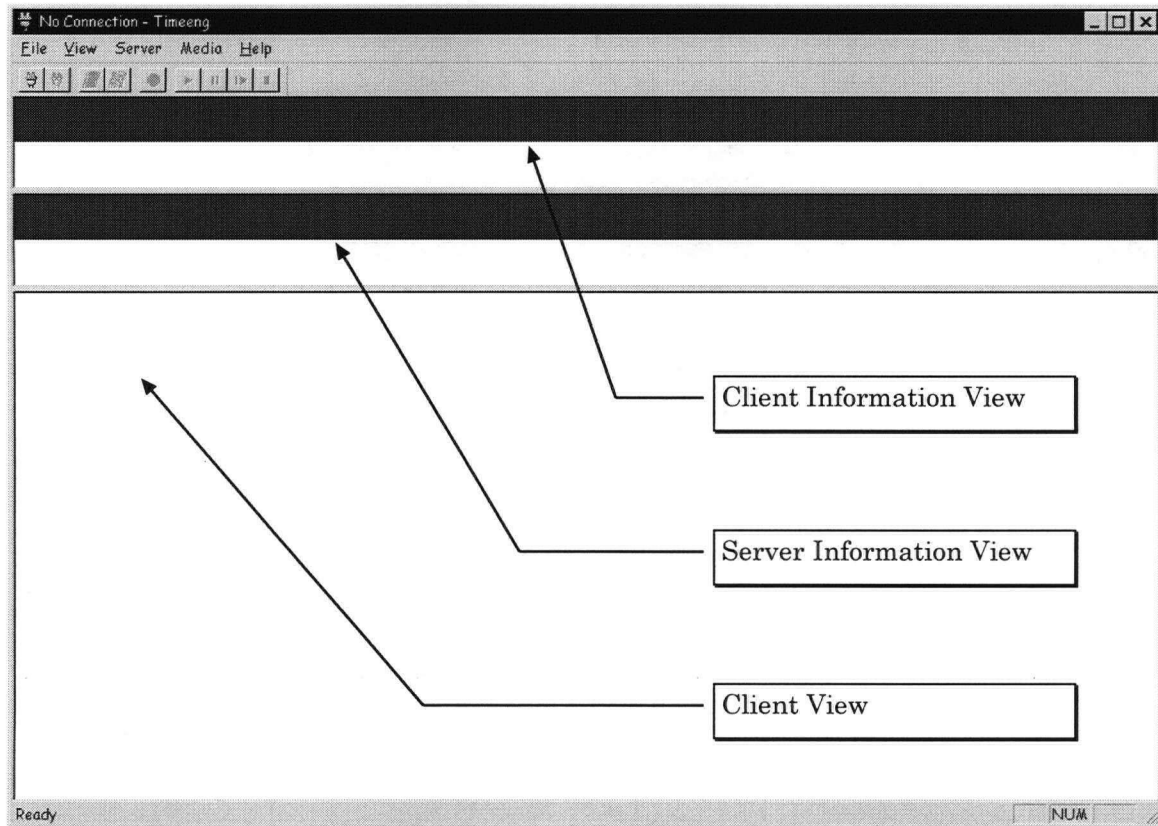 No Connection - Timeeng
File View Server Media Help
Client Information View
Server Information View
Client View
Ready
NUM